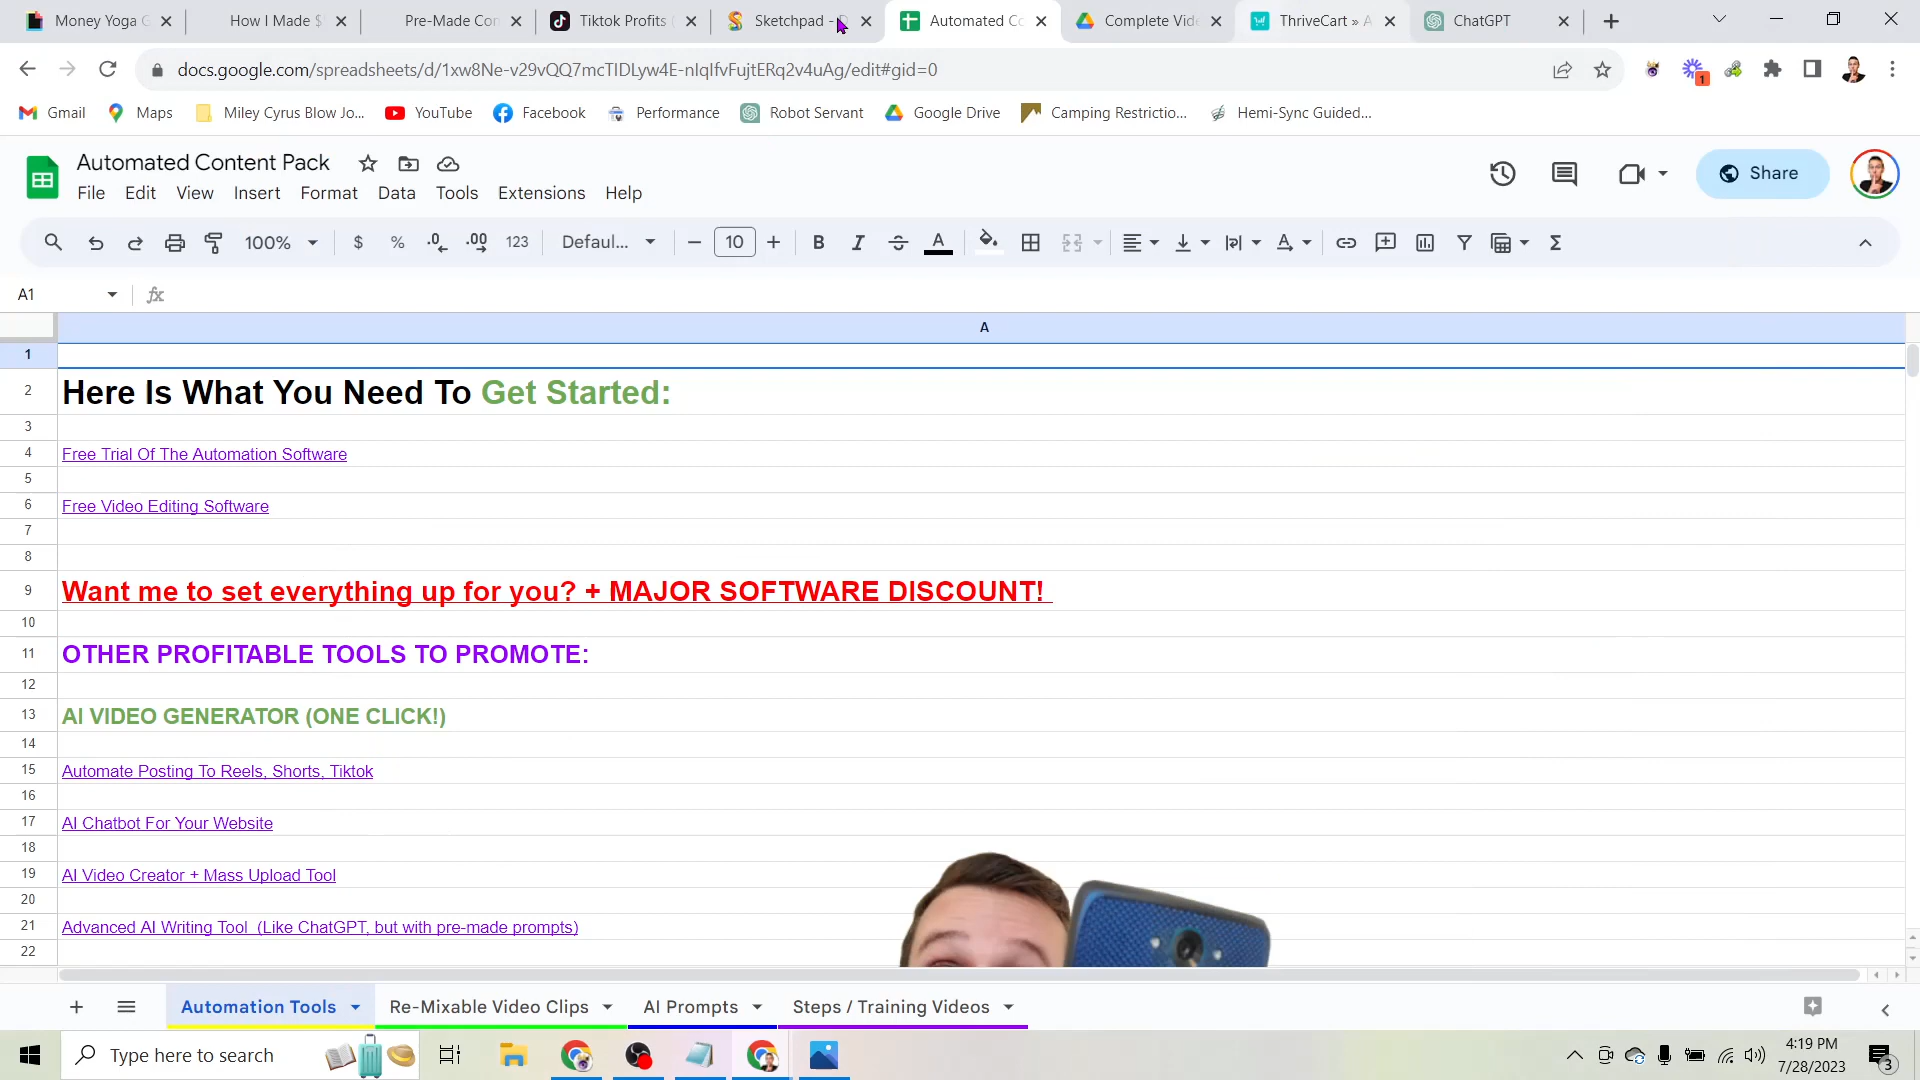 Money Yoga G
How I Made $
Pre-Made Con
Tiktok Profits (
Sketchpad - D
Automated Co
Complete Vide
ThriveCart » A
ChatGPT
docs.google.com/spreadsheets/d/1xw8Ne-v29vQQ7mcTIDLyw4E-nIqIfvFujtERq2v4uAg/edit#gid=0
1
Gmail
Maps
Miley Cyrus Blow Jo...
YouTube
Facebook
Performance
Robot Servant
Google Drive
Camping Restrictio...
Hemi-Sync Guided...
Automated Content Pack
Share
File Edit View Insert Format Data Tools Extensions Help
100% $ % .0 .00 123 Defaul... 10 B I A Σ
A1 fx
A
1
2 Here Is What You Need To Get Started:
3
4 Free Trial Of The Automation Software
5
6 Free Video Editing Software
7
8
9 Want me to set everything up for you? + MAJOR SOFTWARE DISCOUNT!
10
11 OTHER PROFITABLE TOOLS TO PROMOTE:
12
13 AI VIDEO GENERATOR (ONE CLICK!)
14
15 Automate Posting To Reels, Shorts, Tiktok
16
17 AI Chatbot For Your Website
18
19 AI Video Creator + Mass Upload Tool
20
21 Advanced AI Writing Tool (Like ChatGPT, but with pre-made prompts)
22
Automation Tools
Re-Mixable Video Clips
AI Prompts
Steps / Training Videos
Type here to search
4:19 PM
7/28/2023
3